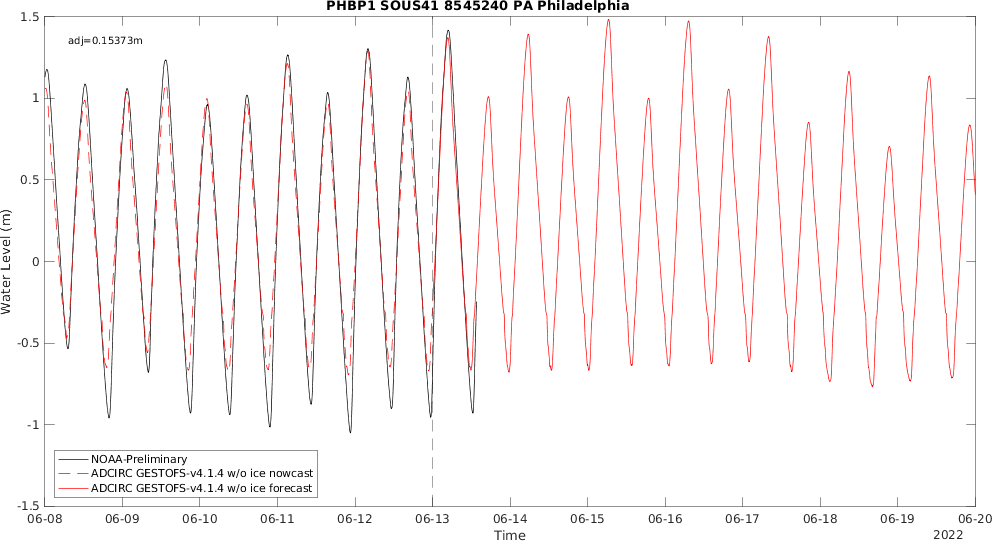 PHBP1 SOUS41 8545240 PA Philadelphia
adj=0.15373m
1.5
1
0.5
0
-0.5
-1
-1.5
Water Level (m)
NOAA-Preliminary
ADCIRC GESTOFS-v4.1.4 w/o ice nowcast
ADCIRC GESTOFS-v4.1.4 w/o ice forecast
06-08 06-09 06-10 06-11 06-12 06-13 06-14 06-15 06-16 06-17 06-18 06-19 06-20
Time
2022